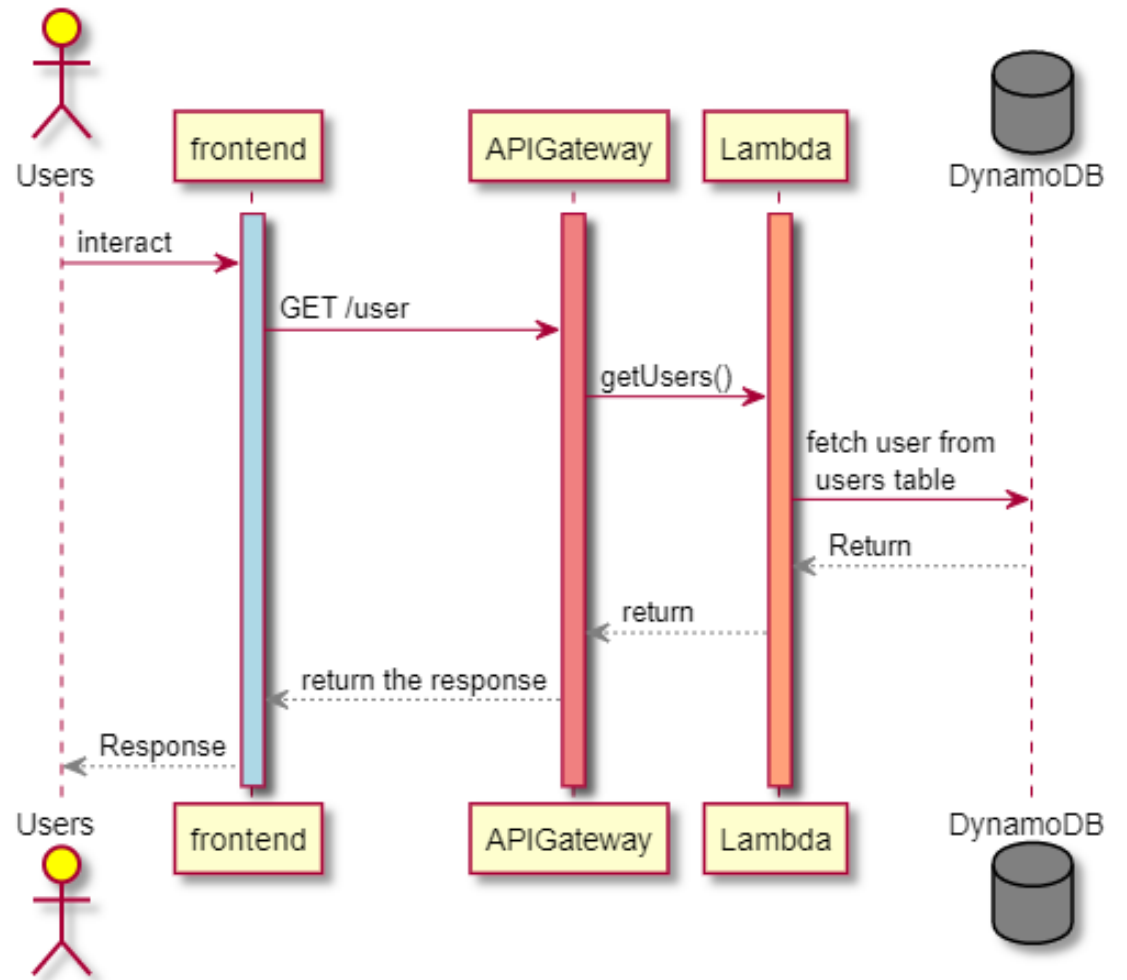 Users
frontend
APIGateway
Lambda
DynamoDB
interact
GET /user
getUsers()
fetch user from
users table
Return
return
return the response
Response
Users
frontend
APIGateway
Lambda
DynamoDB